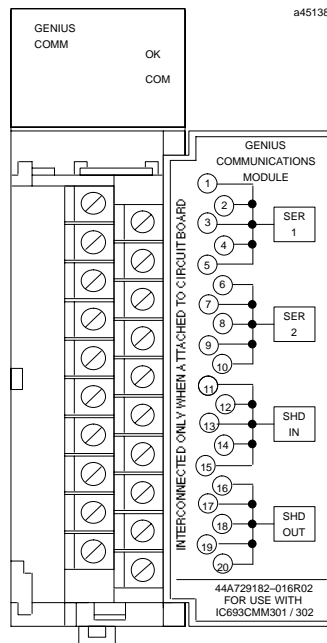 a45138
GENIUS
COMM
OK
COM
GENIUS
COMMUNICATIONS
MODULE
INTERCONNECTED ONLY WHEN ATTACHED TO CIRCUIT BOARD
1
2
3
4
5
SER
1
6
7
8
9
10
SER
2
11
12
13
14
15
SHD
IN
16
17
18
19
20
SHD
OUT
44A729182–016R02
FOR USE WITH
IC693CMM301 / 302